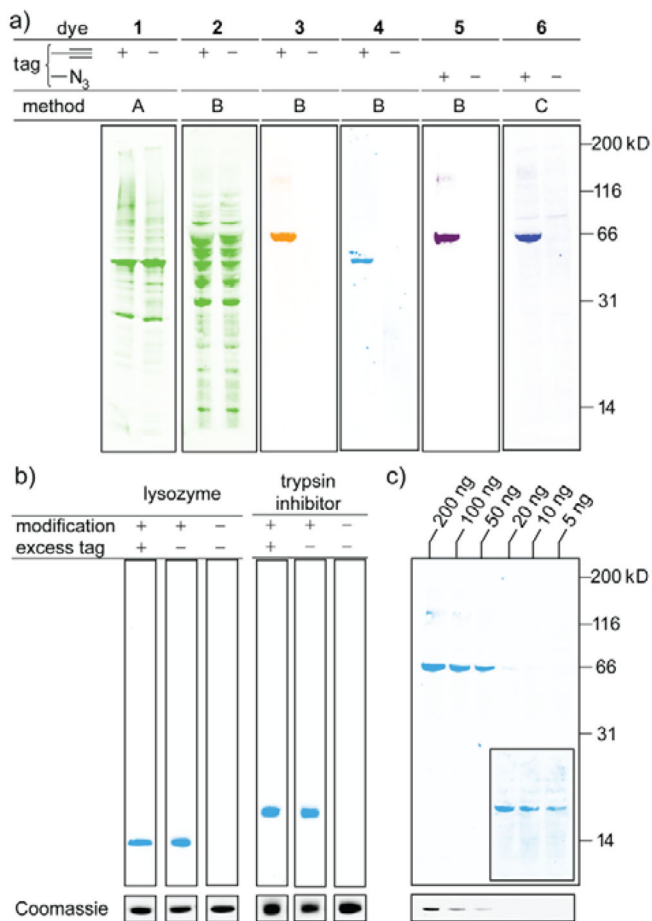 a)
dye 1 2 3 4 5 6
tag + − + − + − + −
–N3 + − + −
method A B B B B C
200 kD
116
66
31
14
b)
lysozyme trypsin inhibitor
modification + + − + + −
excess tag + − − + − −
Coomassie
c)
200 ng 100 ng 50 ng 20 ng 10 ng 5 ng
200 kD
116
66
31
14